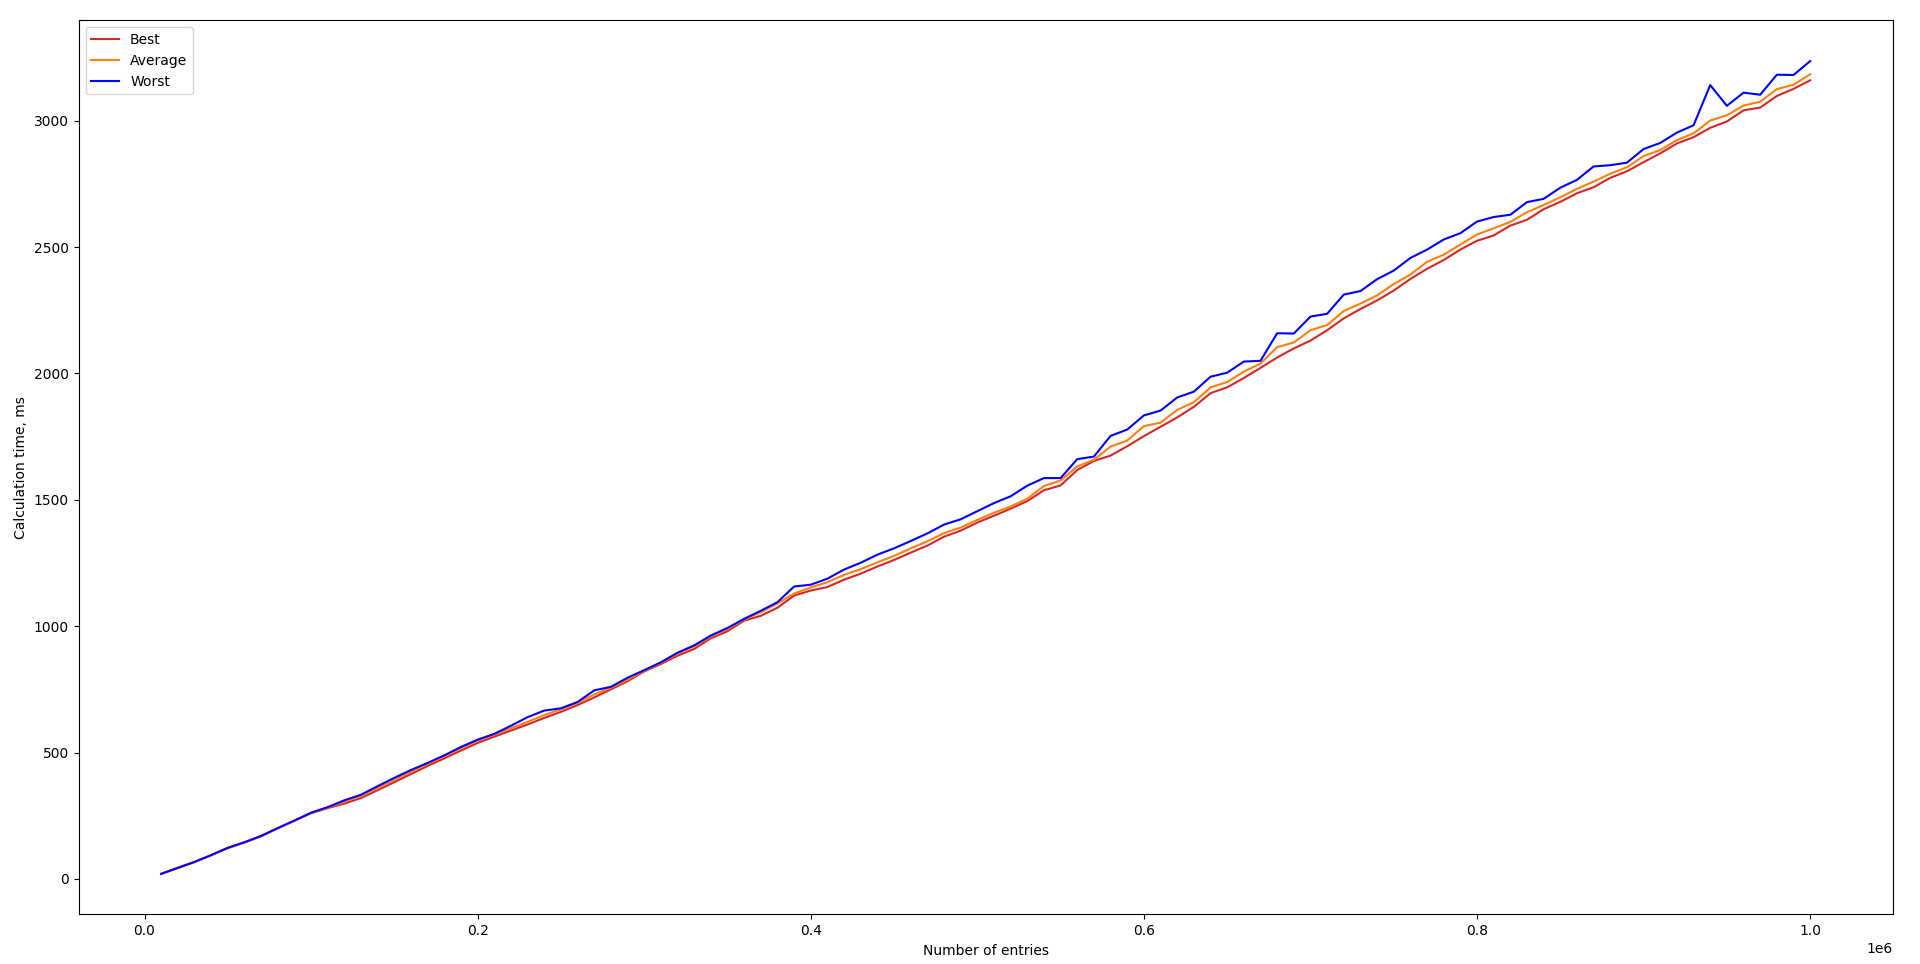 Best
Average
Worst
3000
2500
2000
1500
1000
500
0
Calculation time, ms
0.0 0.2 0.4 0.6 0.8 1.0
1e6
Number of entries